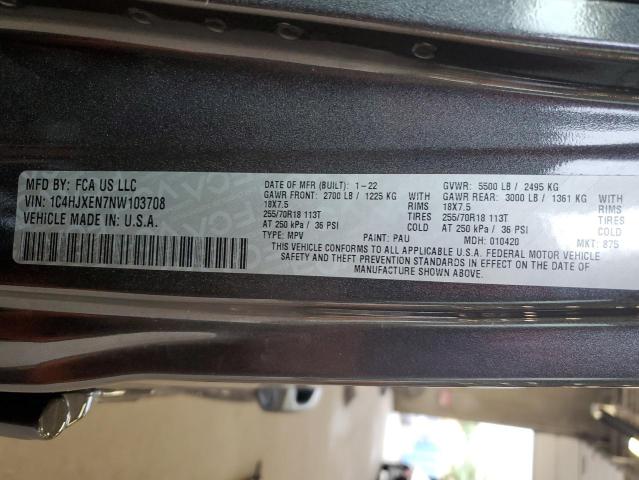 MFD BY: FCA US LLC
VIN: 1C4HJXEN7NW103708
VEHICLE MADE IN: U.S.A.
DATE OF MFR (BUILT): 1-22 GVWR: 5500 LB / 2495 KG
GAWR FRONT: 2700 LB / 1225 KG WITH GAWR REAR: 3000 LB / 1361 KG WITH
18X7.5 RIMS 18X7.5 RIMS
255/70R18 113T TIRES 255/70R18 113T TIRES
AT 250 kPa / 36 PSI COLD AT 250 kPa / 36 PSI COLD
TYPE: MPV PAINT: PAU MDH: 010420 MKT: 875
THIS VEHICLE CONFORMS TO ALL APPLICABLE U.S.A. FEDERAL MOTOR VEHICLE
SAFETY AND THEFT PREVENTION STANDARDS IN EFFECT ON THE DATE OF
MANUFACTURE SHOWN ABOVE.